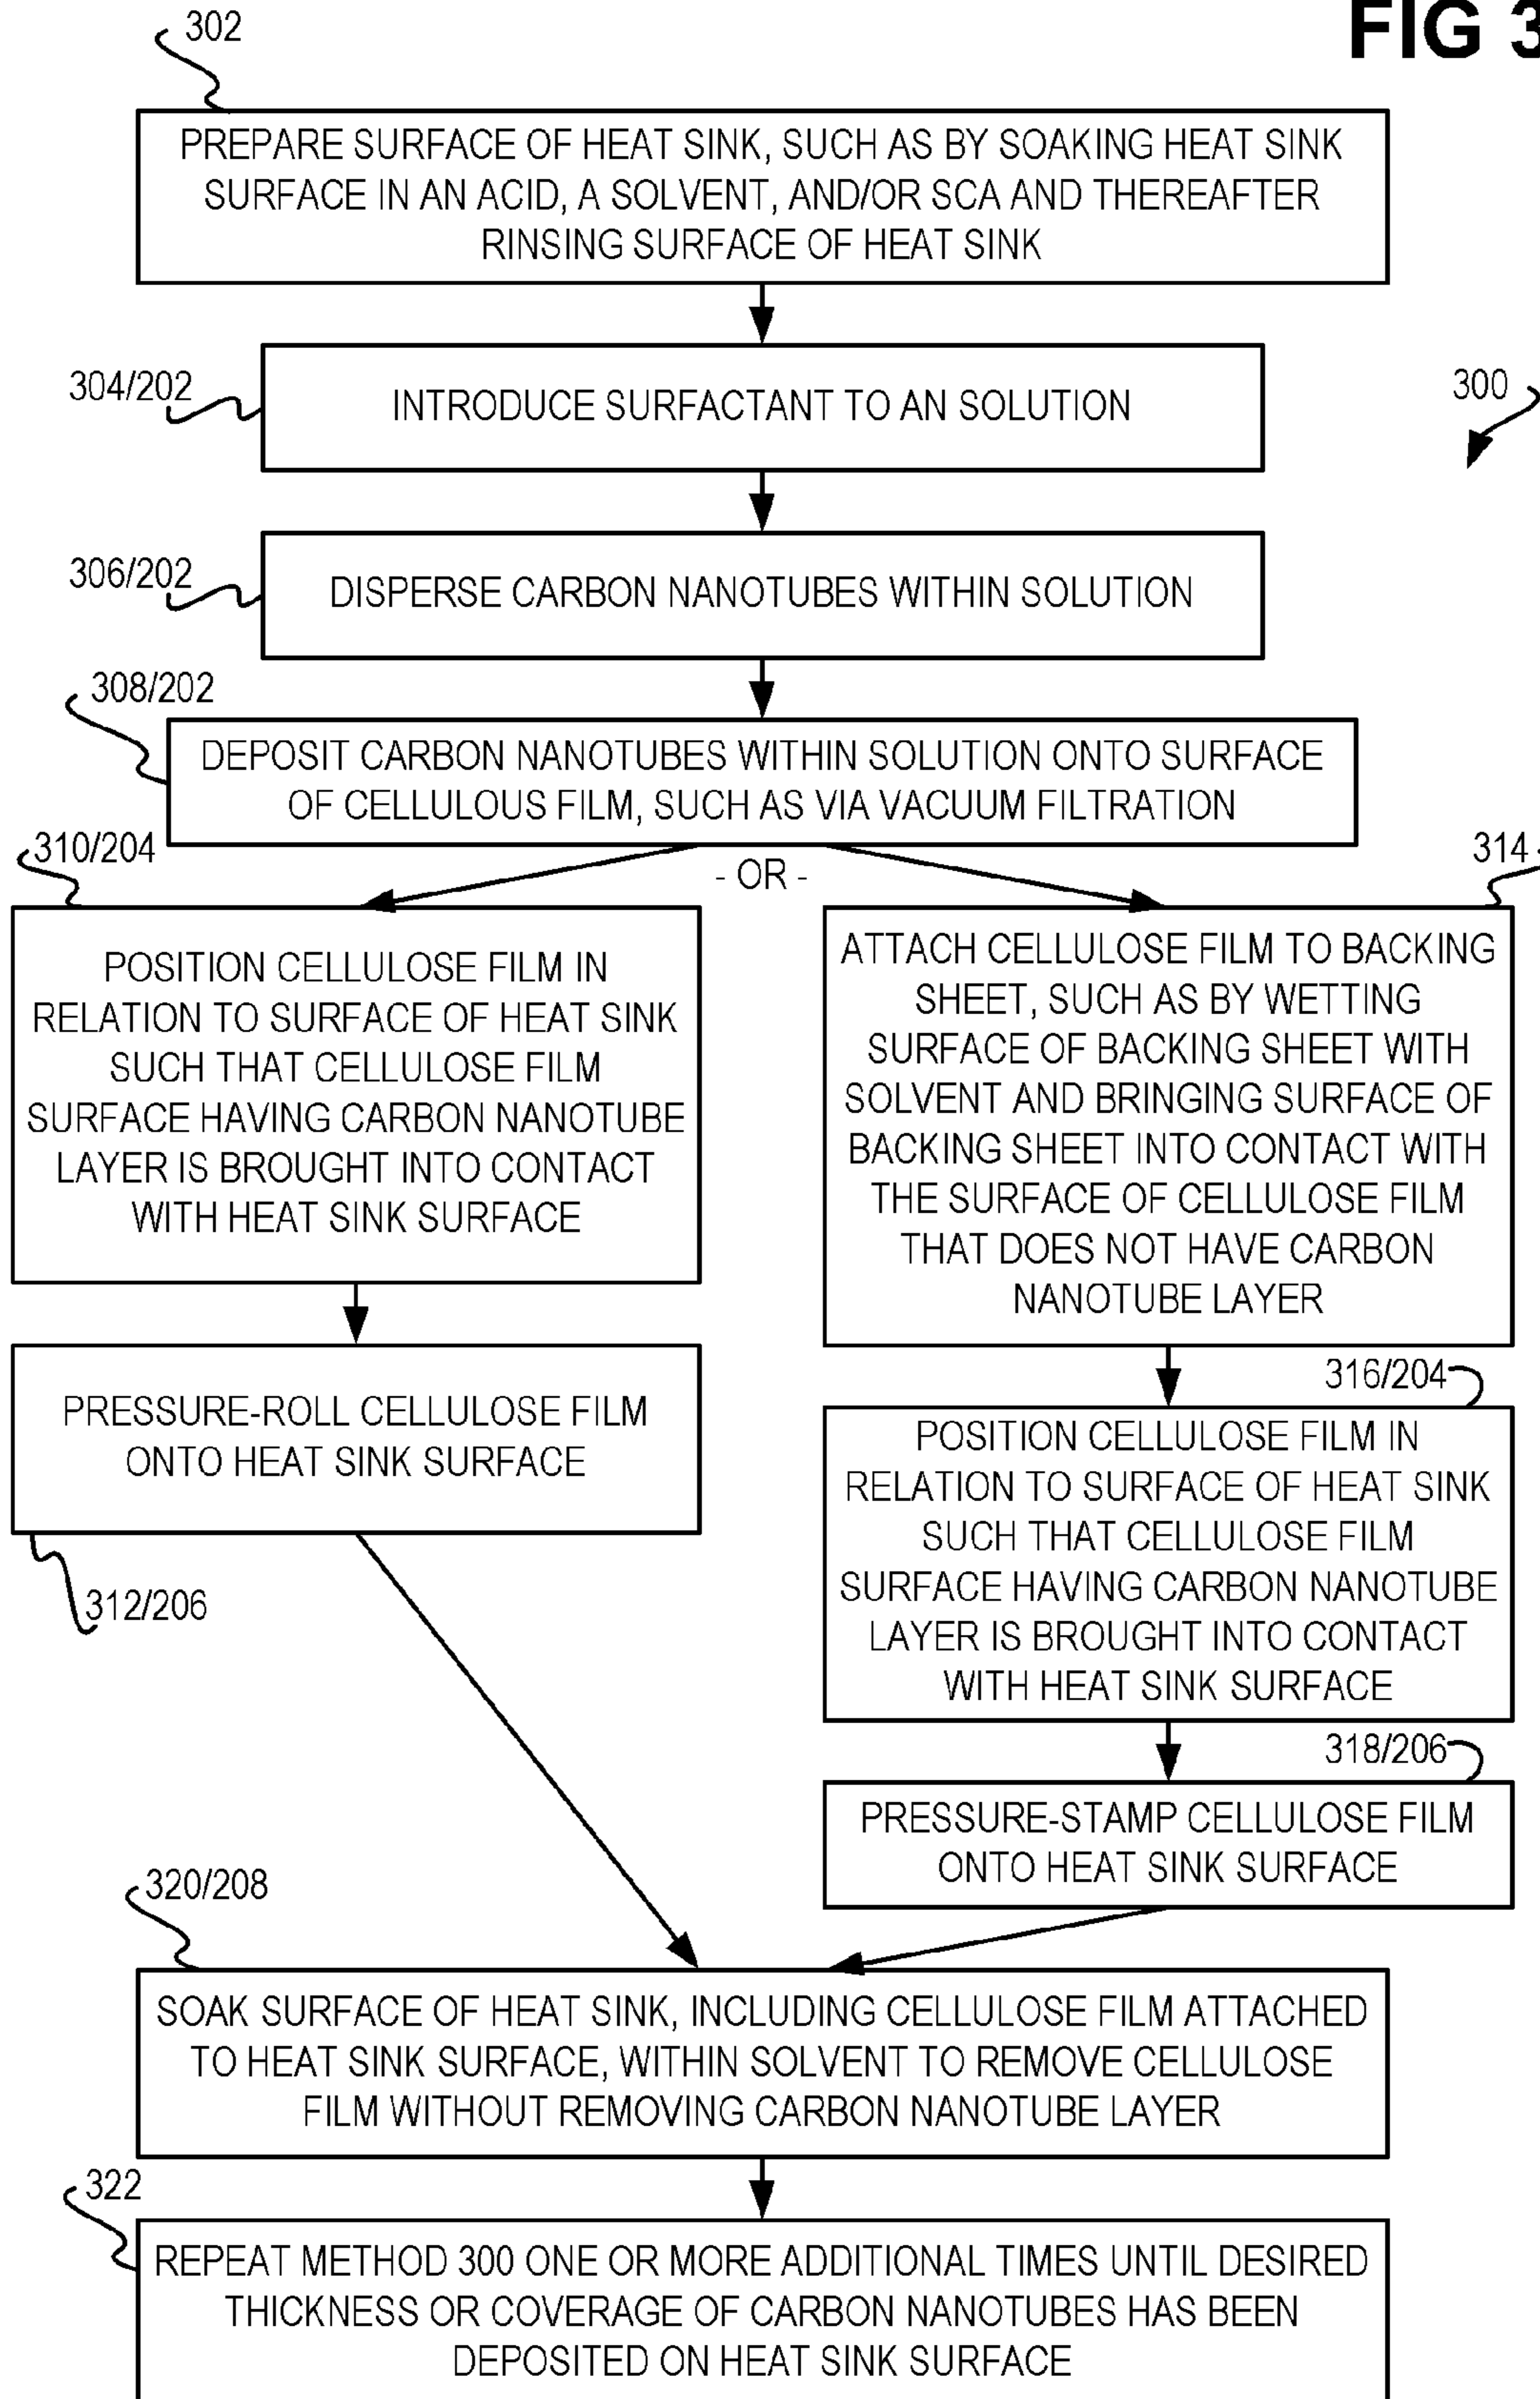 FIG 3
302
PREPARE SURFACE OF HEAT SINK, SUCH AS BY SOAKING HEAT SINK
SURFACE IN AN ACID, A SOLVENT, AND/OR SCA AND THEREAFTER
RINSING SURFACE OF HEAT SINK
304/202
INTRODUCE SURFACTANT TO AN SOLUTION
300
306/202
DISPERSE CARBON NANOTUBES WITHIN SOLUTION
308/202
DEPOSIT CARBON NANOTUBES WITHIN SOLUTION ONTO SURFACE
OF CELLULOUS FILM, SUCH AS VIA VACUUM FILTRATION
- OR -
310/204
POSITION CELLULOSE FILM IN
RELATION TO SURFACE OF HEAT SINK
SUCH THAT CELLULOSE FILM
SURFACE HAVING CARBON NANOTUBE
LAYER IS BROUGHT INTO CONTACT
WITH HEAT SINK SURFACE
PRESSURE-ROLL CELLULOSE FILM
ONTO HEAT SINK SURFACE
312/206
314
ATTACH CELLULOSE FILM TO BACKING
SHEET, SUCH AS BY WETTING
SURFACE OF BACKING SHEET WITH
SOLVENT AND BRINGING SURFACE OF
BACKING SHEET INTO CONTACT WITH
THE SURFACE OF CELLULOSE FILM
THAT DOES NOT HAVE CARBON
NANOTUBE LAYER
316/204
POSITION CELLULOSE FILM IN
RELATION TO SURFACE OF HEAT SINK
SUCH THAT CELLULOSE FILM
SURFACE HAVING CARBON NANOTUBE
LAYER IS BROUGHT INTO CONTACT
WITH HEAT SINK SURFACE
318/206
PRESSURE-STAMP CELLULOSE FILM
ONTO HEAT SINK SURFACE
320/208
SOAK SURFACE OF HEAT SINK, INCLUDING CELLULOSE FILM ATTACHED
TO HEAT SINK SURFACE, WITHIN SOLVENT TO REMOVE CELLULOSE
FILM WITHOUT REMOVING CARBON NANOTUBE LAYER
322
REPEAT METHOD 300 ONE OR MORE ADDITIONAL TIMES UNTIL DESIRED
THICKNESS OR COVERAGE OF CARBON NANOTUBES HAS BEEN
DEPOSITED ON HEAT SINK SURFACE